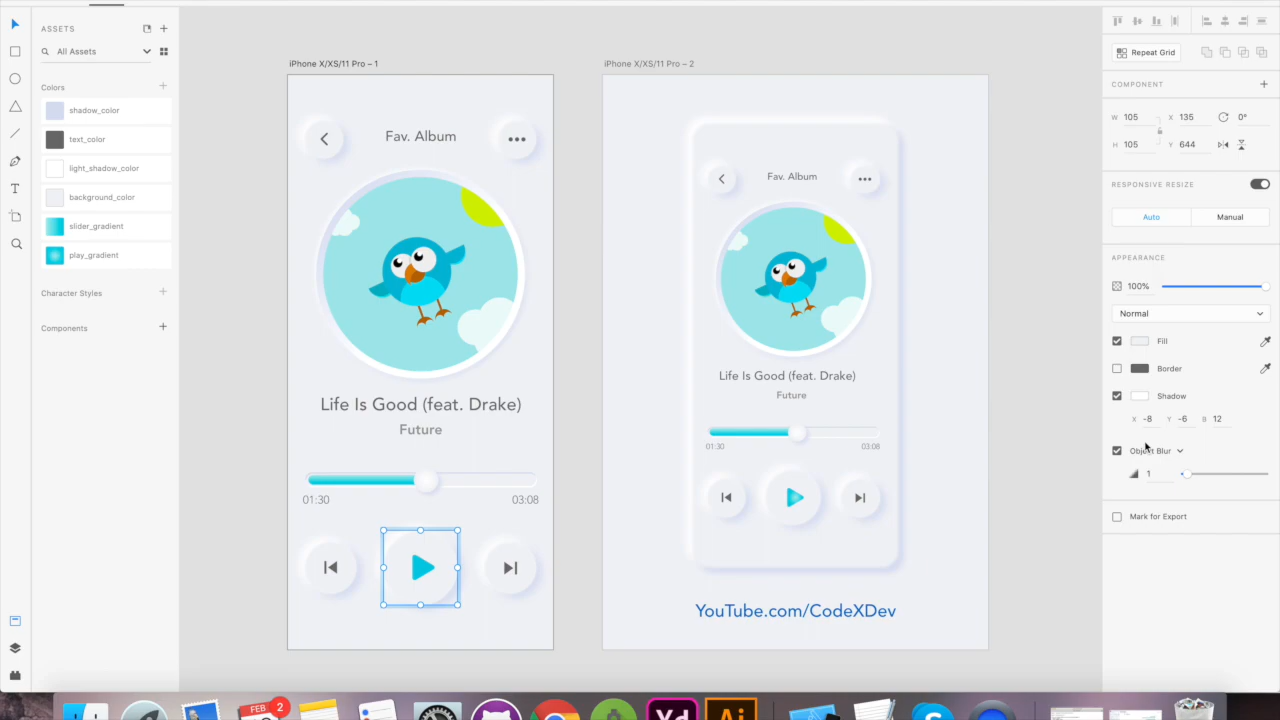 ASSETS
All Assets
Colors
shadow_color
text_color
light_shadow_color
background_color
slider_gradient
play_gradient
Character Styles
Components
iPhone X/XS/11 Pro – 1
Fav. Album
Life Is Good (feat. Drake)
Future
01:30 03:08
iPhone X/XS/11 Pro – 2
Fav. Album
Life Is Good (feat. Drake)
Future
01:30 03:08
YouTube.com/CodeXDev
Repeat Grid
COMPONENT
W 105 X 135 0°
H 105 Y 644
RESPONSIVE RESIZE
Auto Manual
APPEARANCE
100%
Normal
Fill
Border
Shadow
X -8 Y -6 B 12
Object Blur
1
Mark for Export
FEB 2
Xd Ai